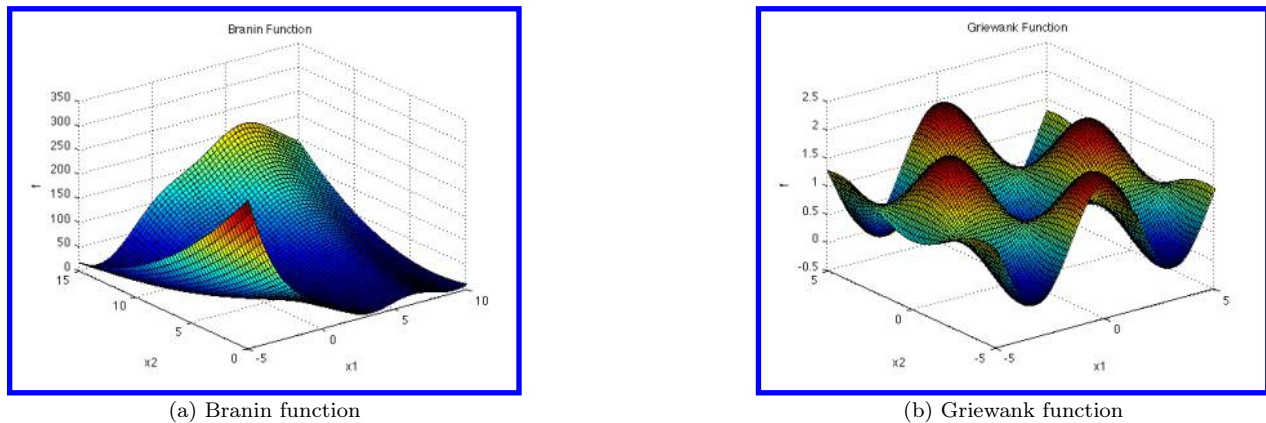 Branin Function
350
300
250
200
150
100
50
0
f
15
10
5
0
x2
-5
0
5
10
x1
(a) Branin function
Griewank Function
2.5
2
1.5
1
0.5
0
-0.5
f
5
0
-5
x2
-5
0
5
x1
(b) Griewank function